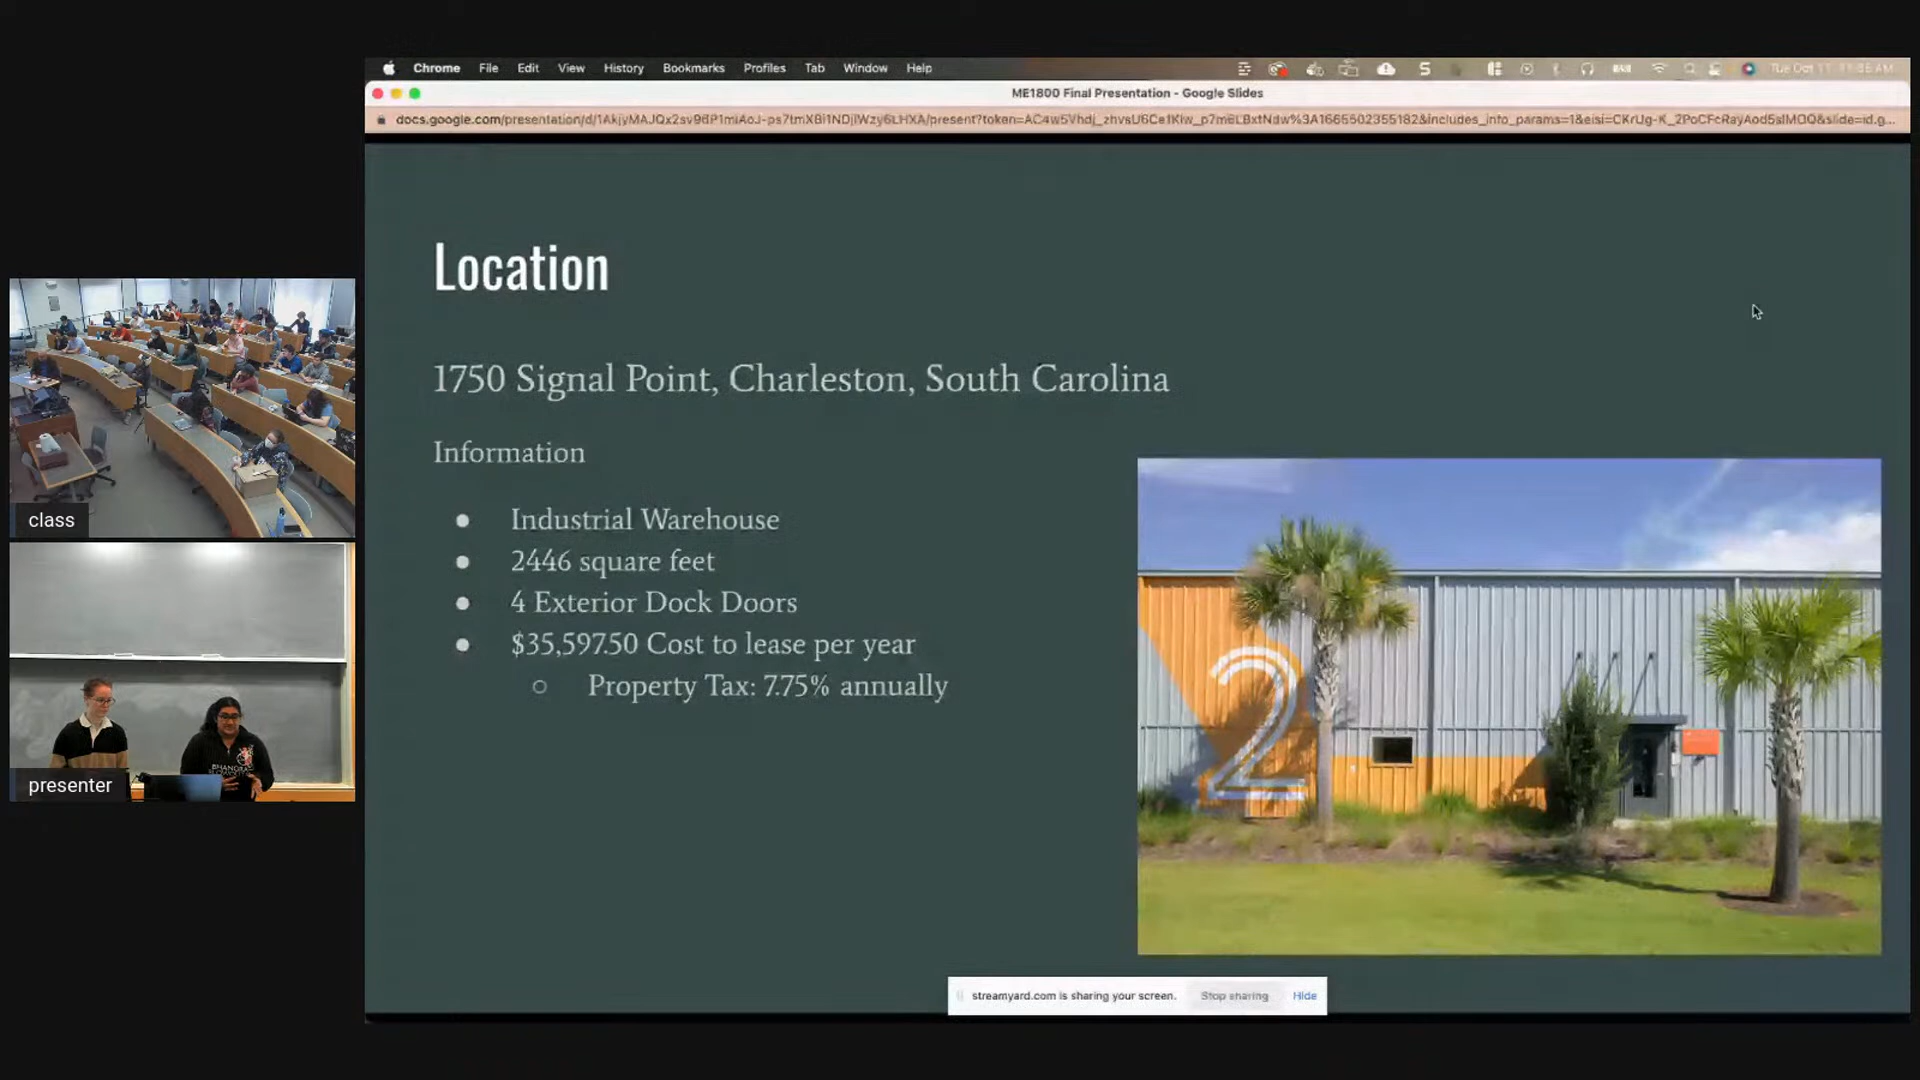 Chrome File Edit View History Bookmarks Profiles Tab Window Help
ME1800 Final Presentation - Google Slides
Location
1750 Signal Point, Charleston, South Carolina
Information
Industrial Warehouse
2446 square feet
4 Exterior Dock Doors
$35,597.50 Cost to lease per year
Property Tax: 7.75% annually
2
class
presenter
streamyard.com is sharing your screen. Stop sharing Hide